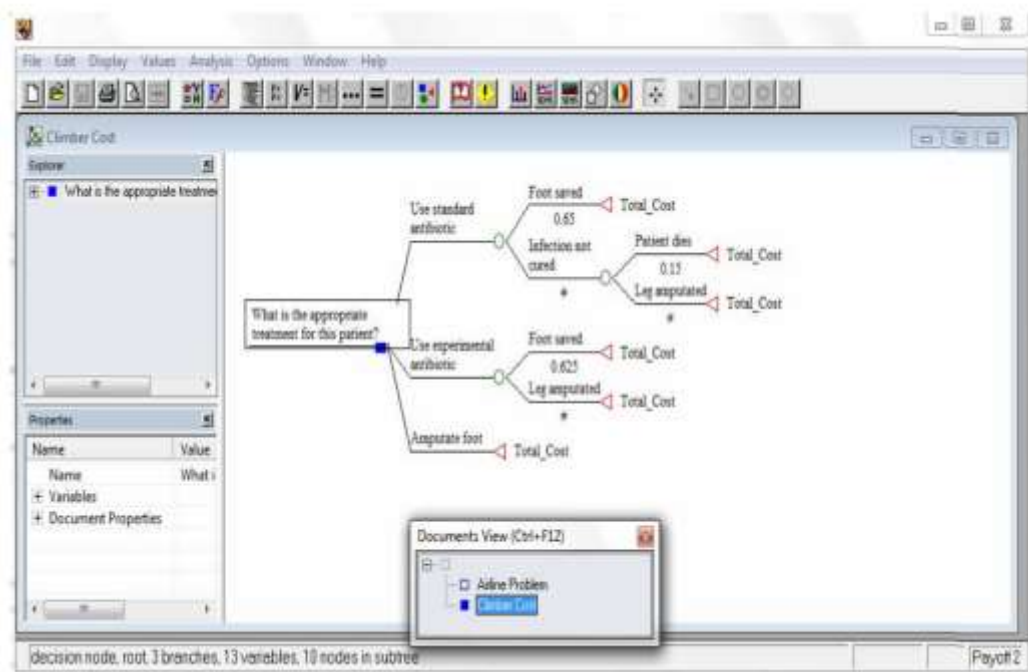 File Edit Display Values Analysis Options Window Help
Climber Cost
Explorer
What is the appropriate treatmen
Properties
Name Value
Name What i
Variables
Document Properties
What is the appropriate
treatment for this patient?
Use standard
antibiotic
Foot saved
0.65
Total_Cost
Infection not
cured
*
Patient dies
0.15
Total_Cost
Leg amputated
*
Total_Cost
Use experimental
antibiotic
Foot saved
0.625
Total_Cost
Leg amputated
*
Total_Cost
Amputate foot
Total_Cost
Documents View (Ctrl+F12)
Airline Problem
Climber Cost
decision node, root, 3 branches, 13 variables, 10 nodes in subtree
Payoff 2